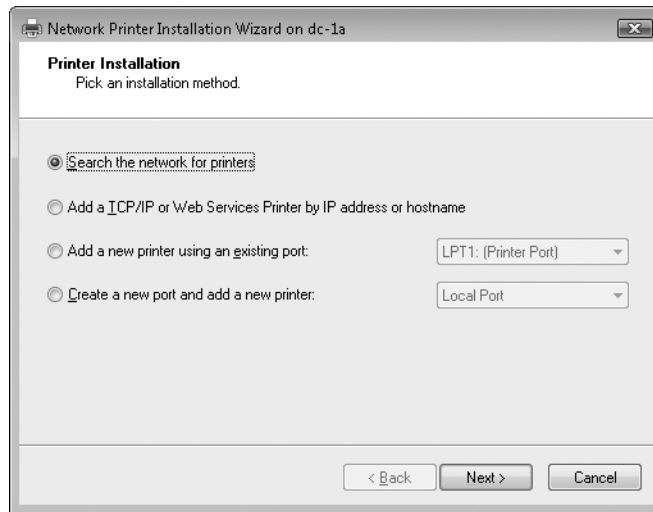 Network Printer Installation Wizard on dc-1a
Printer Installation
Pick an installation method.
Search the network for printers
Add a TCP/IP or Web Services Printer by IP address or hostname
Add a new printer using an existing port:
LPT1: (Printer Port)
Create a new port and add a new printer:
Local Port
< Back
Next >
Cancel